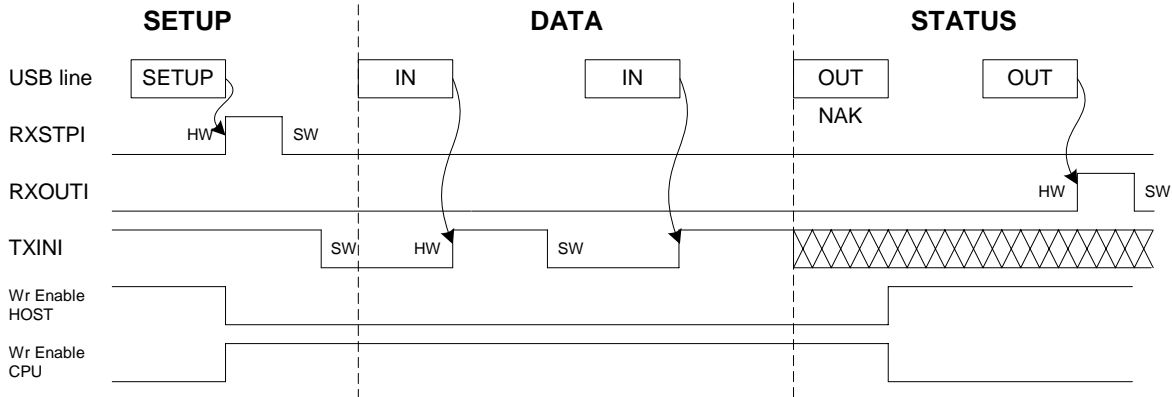 SETUP DATA STATUS
USB line SETUP IN IN OUT OUT
NAK
RXSTPI HW SW
RXOUTI HW SW
TXINI SW HW SW
Wr Enable
HOST
Wr Enable
CPU